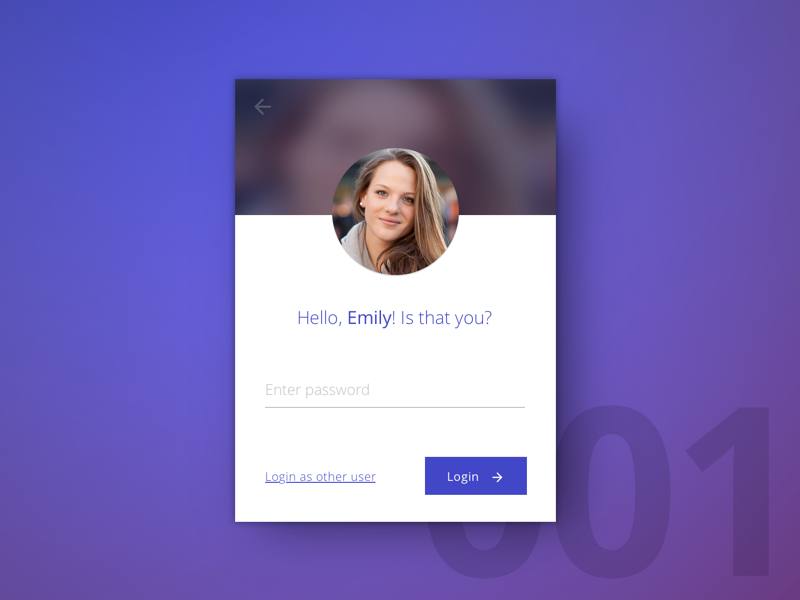 Hello, Emily! Is that you?
Enter password
Login as other user
Login
001